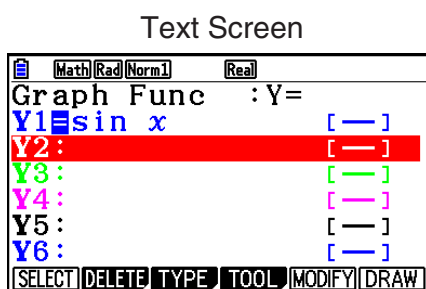 Text Screen
Math Rad Norm1 Real
Graph Func :Y=
Y1=sin x [—]
Y2: [—]
Y3: [—]
Y4: [—]
Y5: [—]
Y6: [—]
SELECT DELETE TYPE TOOL MODIFY DRAW